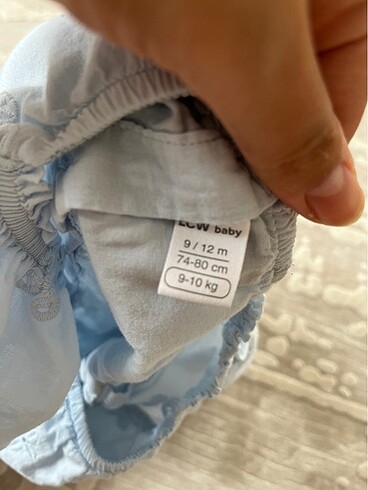 LCW baby
9 / 12 m
74-80 cm
9-10 kg